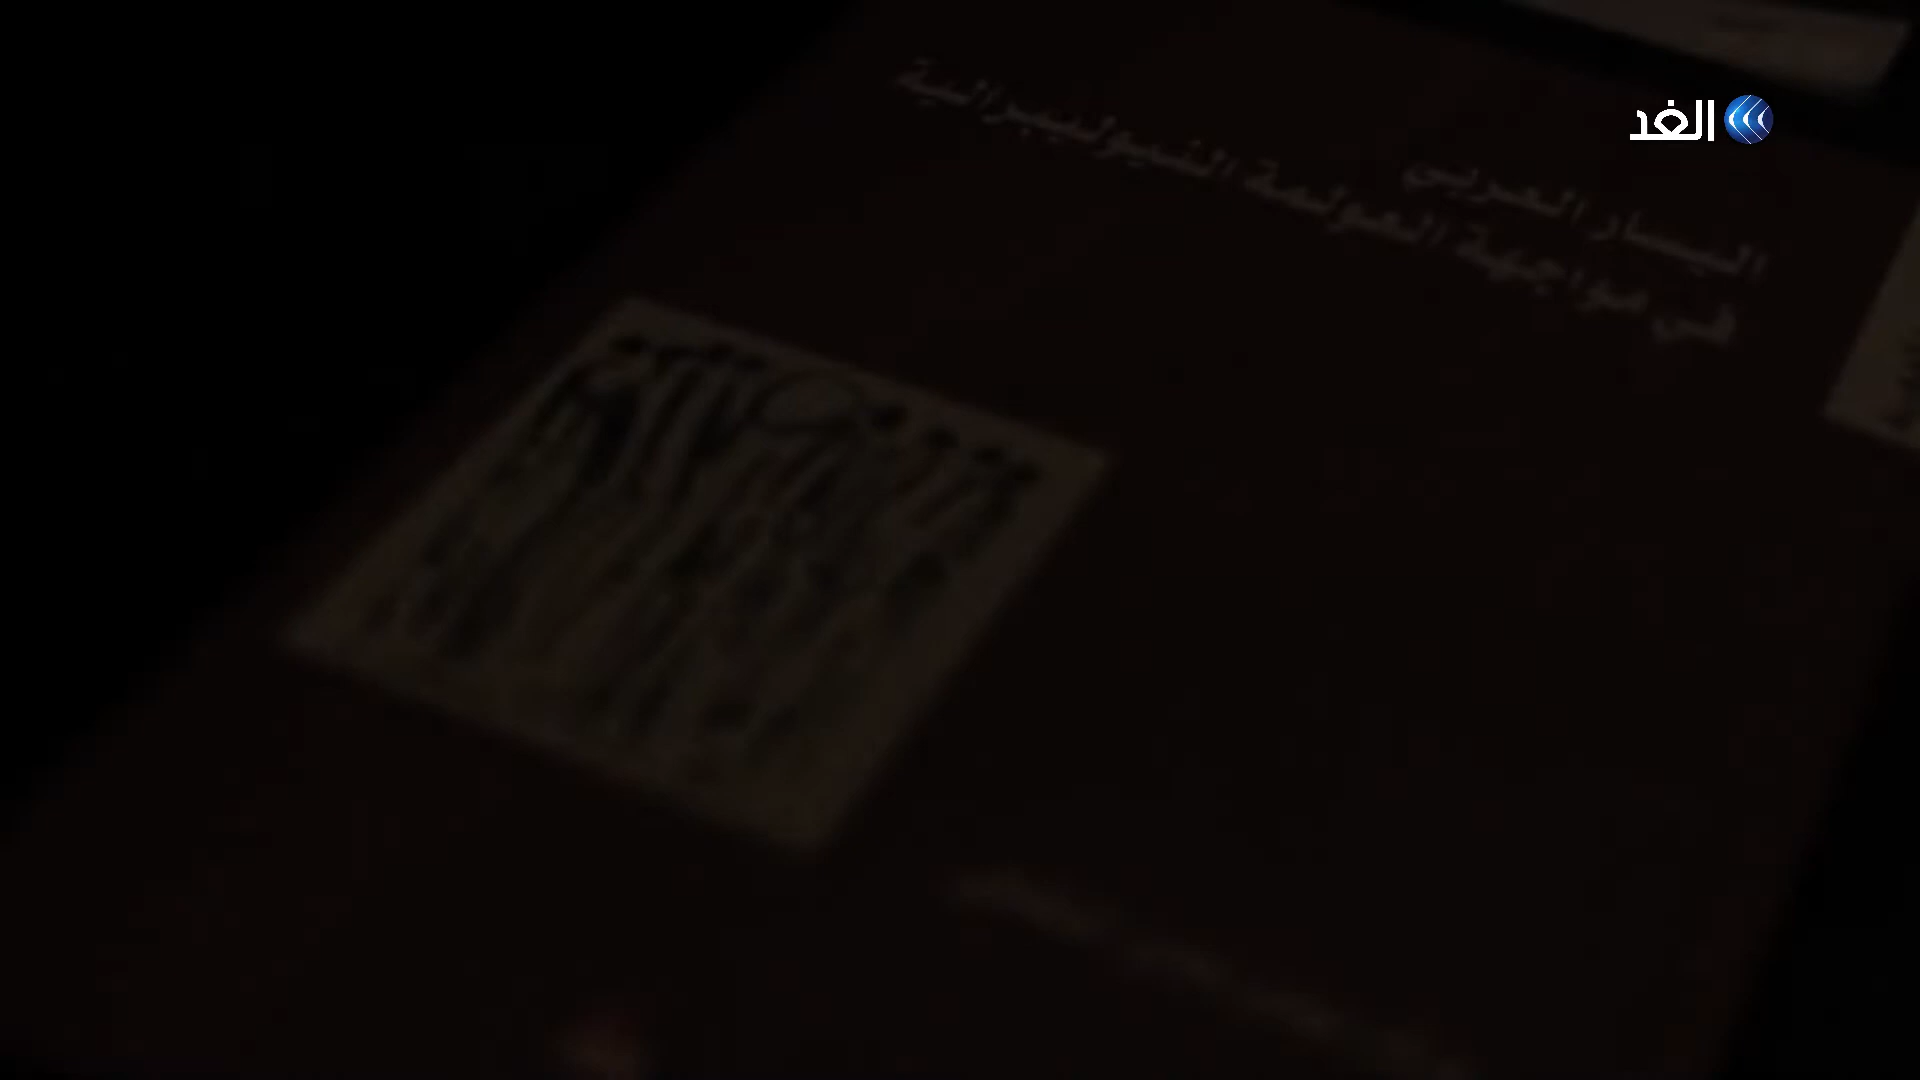 الغد
اليسار العربي
في مواجهة العولمة النيوليبرالية